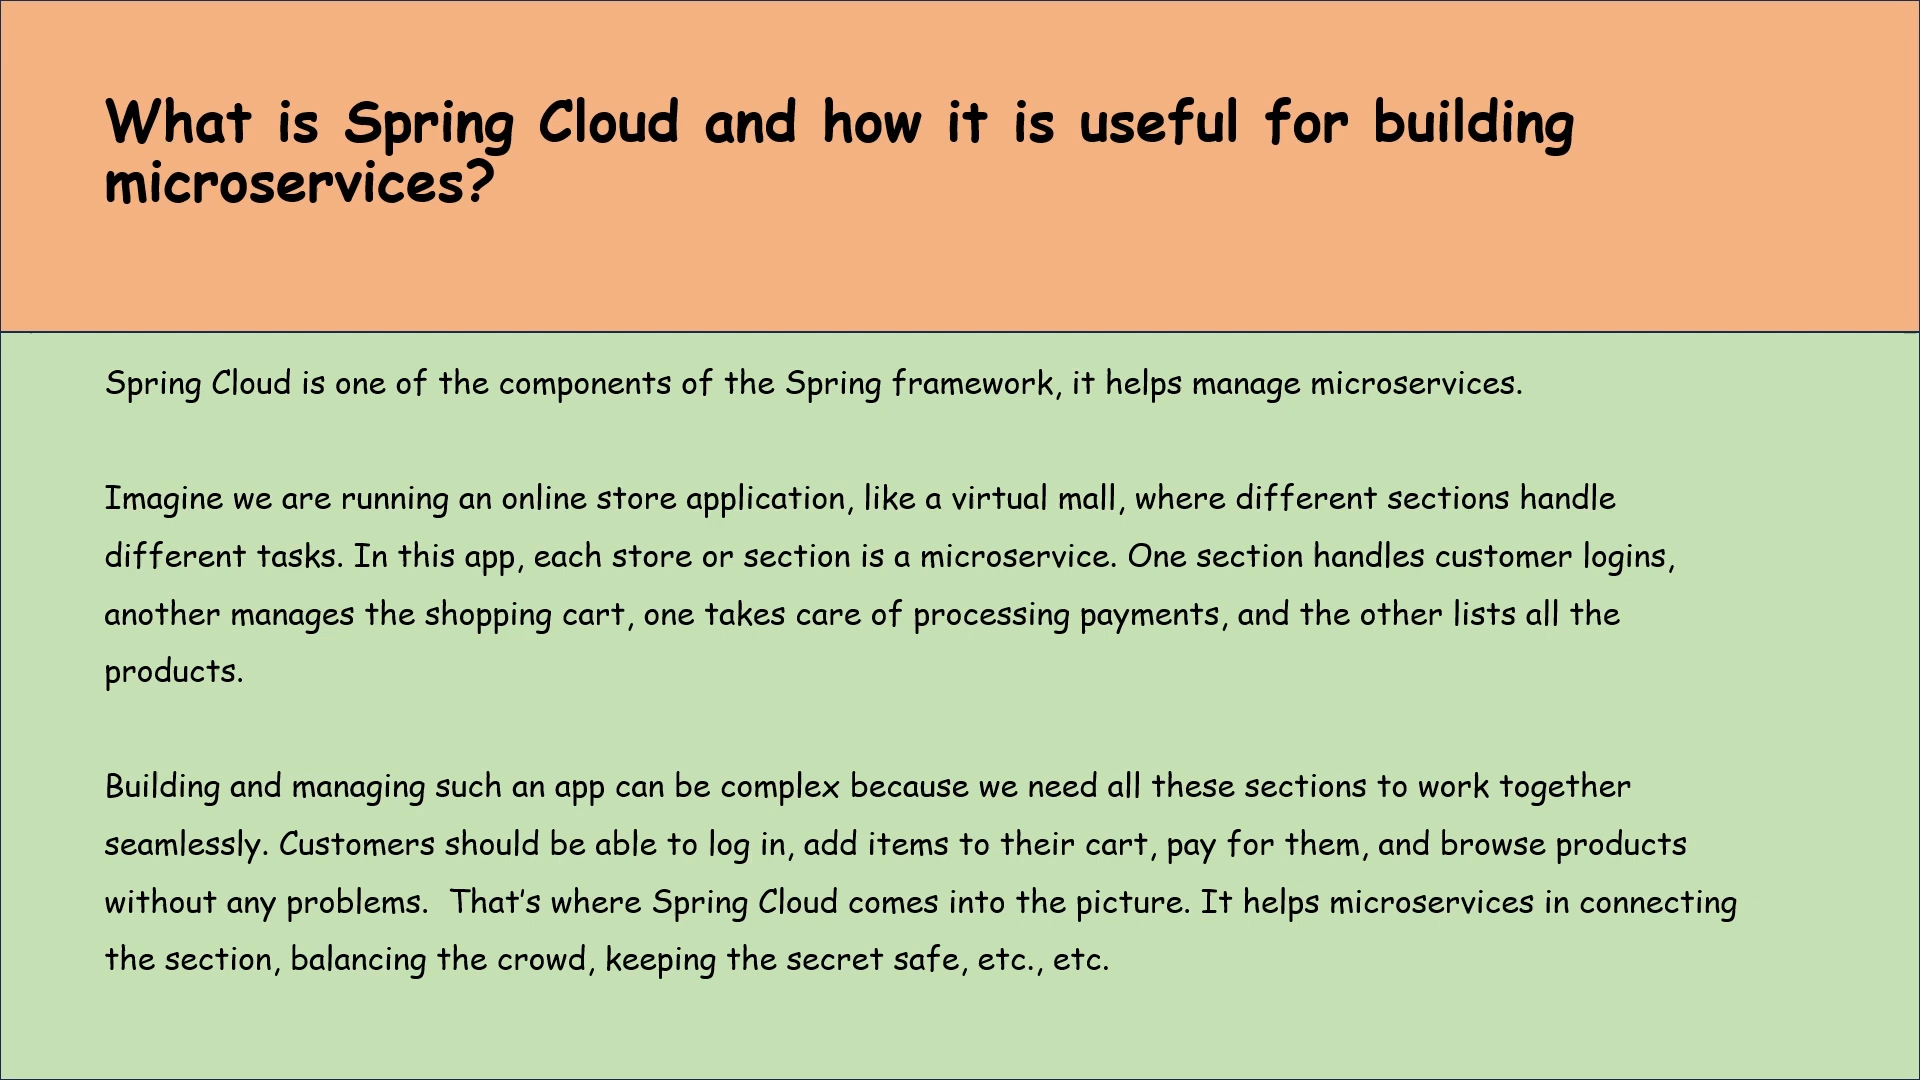 What is Spring Cloud and how it is useful for building
microservices?
Spring Cloud is one of the components of the Spring framework, it helps manage microservices.
Imagine we are running an online store application, like a virtual mall, where different sections handle
different tasks. In this app, each store or section is a microservice. One section handles customer logins,
another manages the shopping cart, one takes care of processing payments, and the other lists all the
products.
Building and managing such an app can be complex because we need all these sections to work together
seamlessly. Customers should be able to log in, add items to their cart, pay for them, and browse products
without any problems.  That’s where Spring Cloud comes into the picture. It helps microservices in connecting
the section, balancing the crowd, keeping the secret safe, etc., etc.